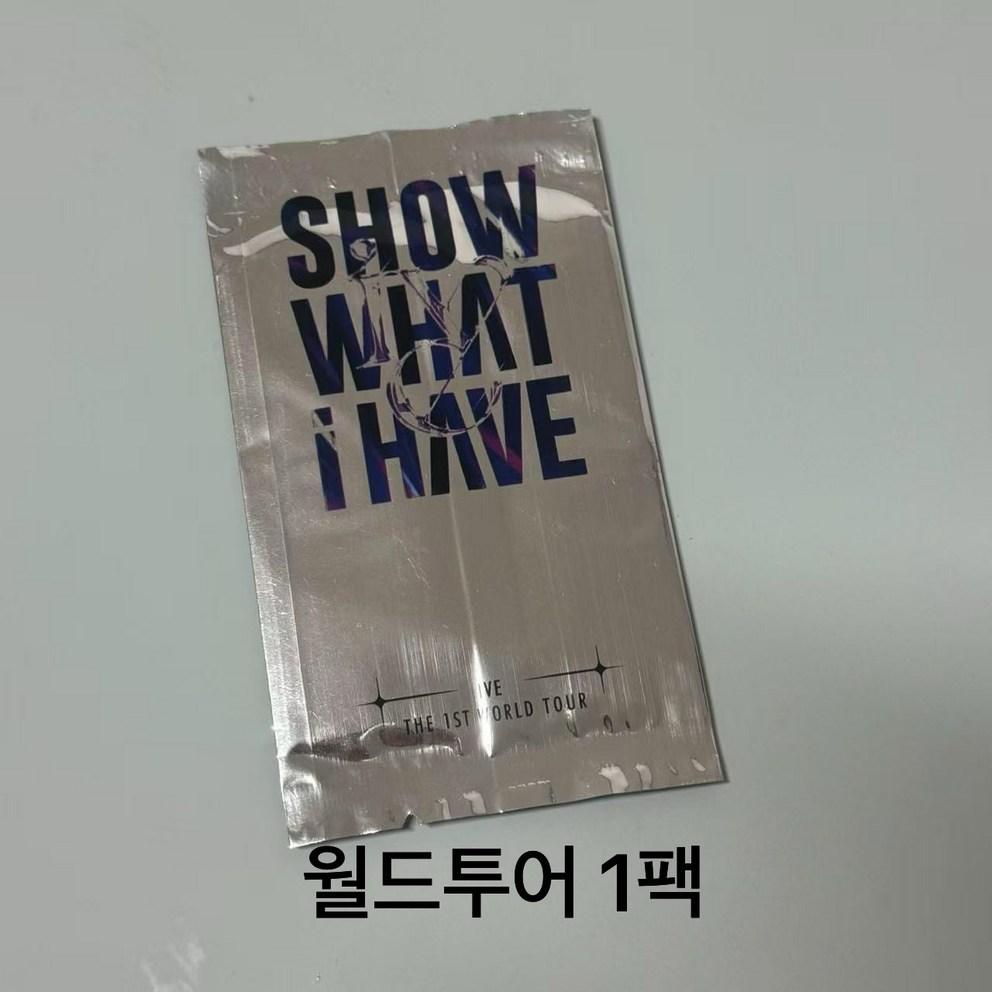 SHOW
WHAT
i HAVE
IVE
THE 1ST WORLD TOUR
월드투어 1팩